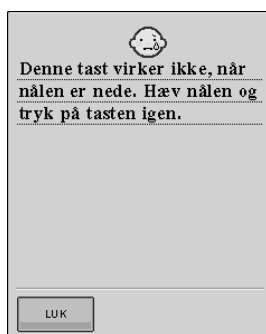 Denne tast virker ikke, når
nålen er nede. Hæv nålen og
tryk på tasten igen.
LUK